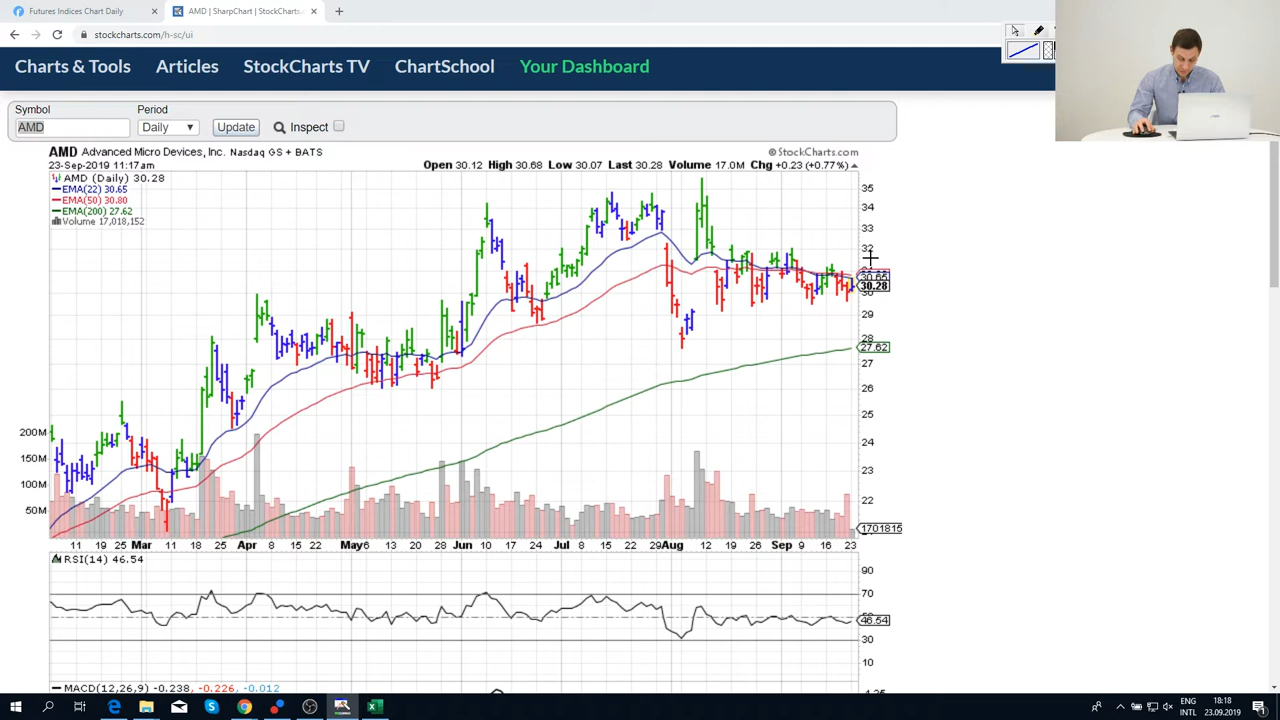 Futures Indices Chart Daily
AMD | SharpChart | StockCharts.com
stockcharts.com/h-sc/ui
Charts & Tools Articles StockCharts TV ChartSchool Your Dashboard
Symbol Period
AMD Daily Update Inspect
AMD Advanced Micro Devices, Inc. Nasdaq GS + BATS
©StockCharts.com
23-Sep-2019 11:17am
Open 30.12 High 30.68 Low 30.07 Last 30.28 Volume 17.0M Chg +0.23 (+0.77%)
AMD (Daily) 30.28
EMA(22) 30.65
EMA(50) 30.80
EMA(200) 27.62
Volume 17,018,152
35
34
33
32
30.65
30.28
30
29
28
27.62
27
26
25
24
23
22
1701815
200M
150M
100M
50M
11 19 25 Mar 11 18 25 Apr 8 15 22 May 6 13 20 28 Jun 10 17 24 Jul 8 15 22 29 Aug 12 19 26 Sep 9 16 23
RSI(14) 46.54
90
70
46.54
30
10
MACD(12,26,9) -0.238, -0.226, -0.012
ENG
INTL
18:18
23.09.2019